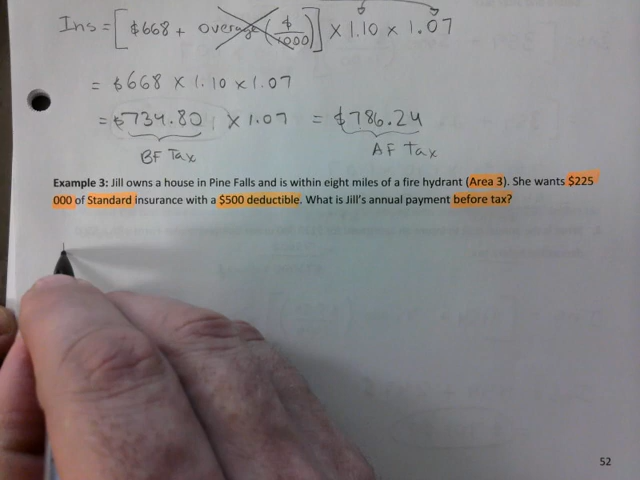 Ins = [$668 + overage($/1000)] × 1.10 × 1.07
= $668 × 1.10 × 1.07
= $734.80 × 1.07 = $786.24
BF Tax AF Tax
Example 3: Jill owns a house in Pine Falls and is within eight miles of a fire hydrant (Area 3). She wants $225
000 of Standard insurance with a $500 deductible. What is Jill's annual payment before tax?
52